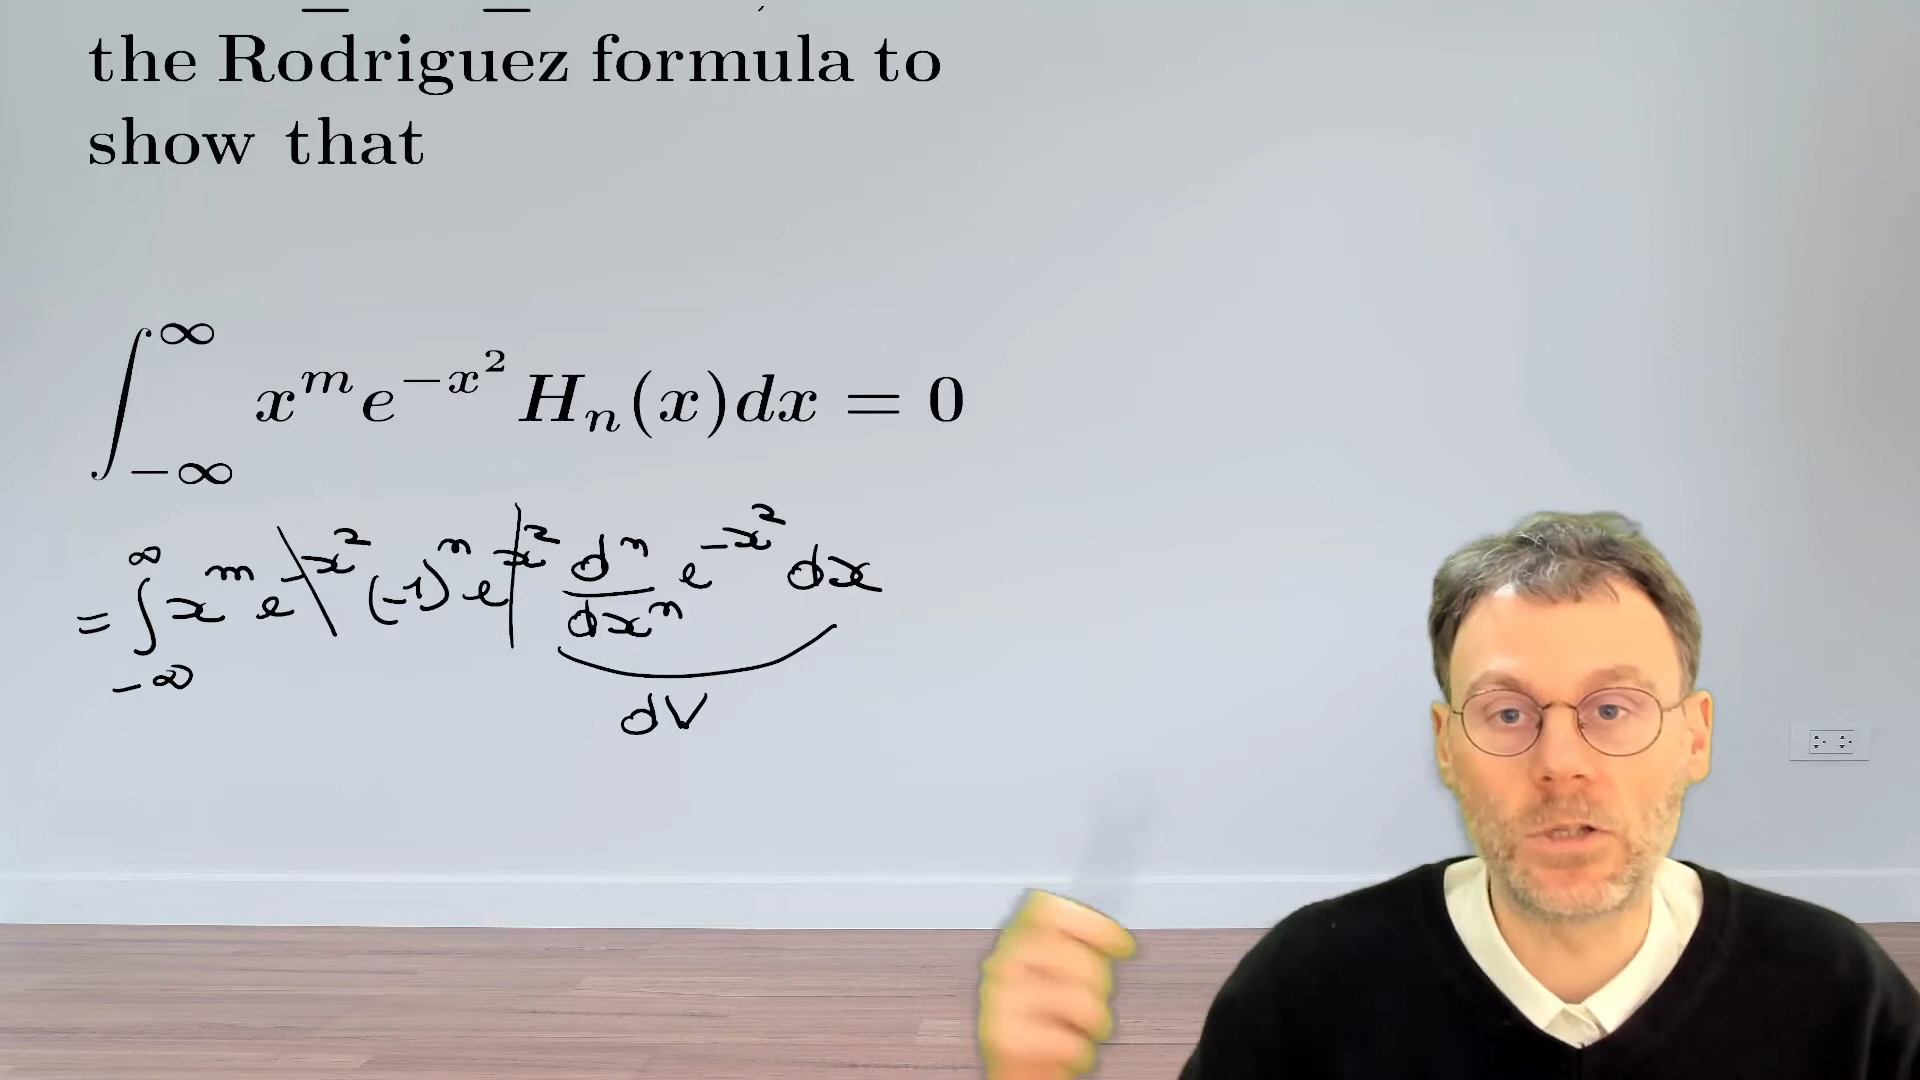 the Rodriguez formula to
show that
∫_{-∞}^{∞} x^m e^{-x^2} H_n(x)dx = 0
= ∫_{-∞}^{∞} x^m e^{-x^2} (-1)^n e^{x^2} d^n/dx^n e^{-x^2} dx
dV